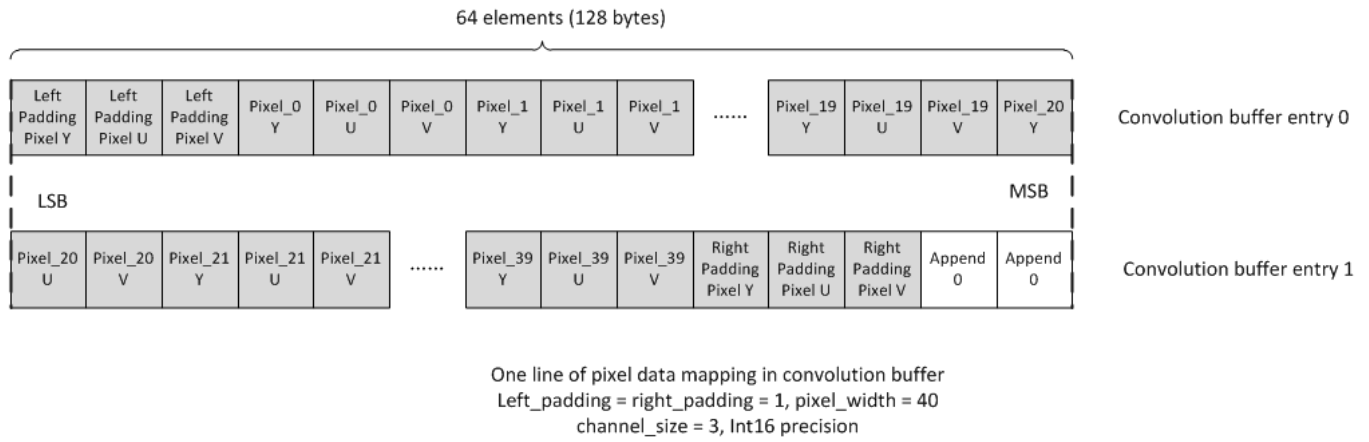 64 elements (128 bytes)
Left Padding Pixel Y
Left Padding Pixel U
Left Padding Pixel V
Pixel_0 Y
Pixel_0 U
Pixel_0 V
Pixel_1 Y
Pixel_1 U
Pixel_1 V
......
Pixel_19 Y
Pixel_19 U
Pixel_19 V
Pixel_20 Y
Convolution buffer entry 0
LSB
MSB
Pixel_20 U
Pixel_20 V
Pixel_21 Y
Pixel_21 U
Pixel_21 V
......
Pixel_39 Y
Pixel_39 U
Pixel_39 V
Right Padding Pixel Y
Right Padding Pixel U
Right Padding Pixel V
Append 0
Append 0
Convolution buffer entry 1
One line of pixel data mapping in convolution buffer
Left_padding = right_padding = 1, pixel_width = 40
channel_size = 3, Int16 precision